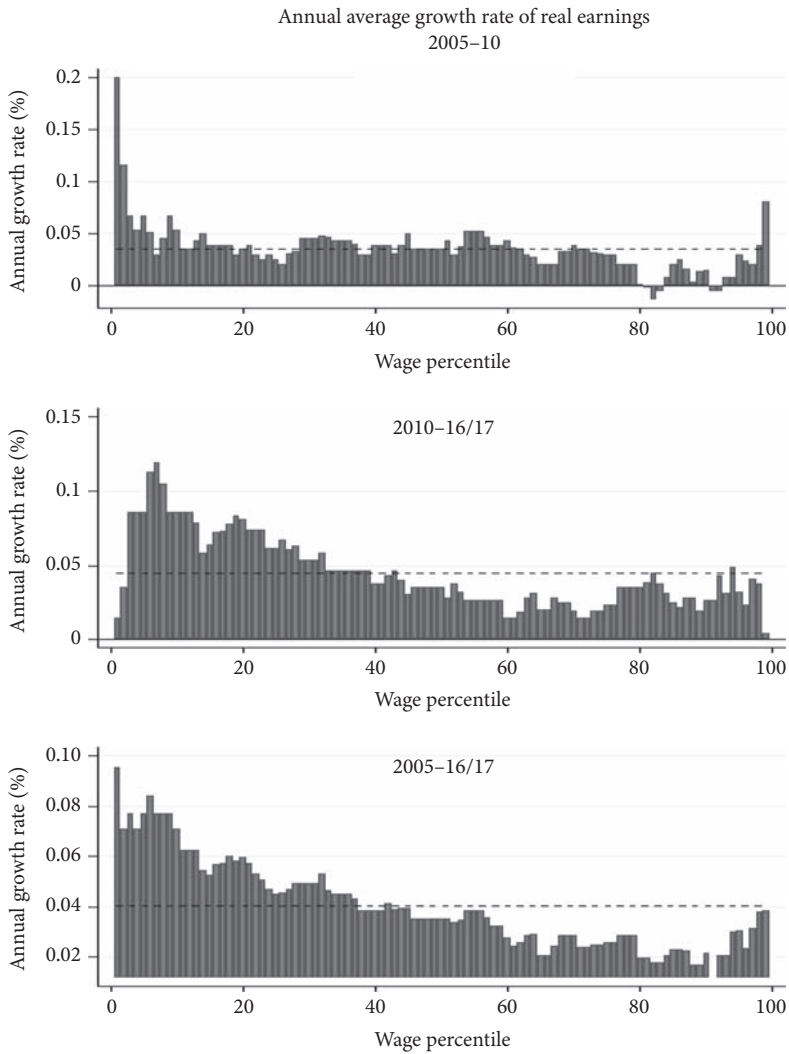 Annual average growth rate of real earnings
2005–10
Annual growth rate (%)
0.2
0.15
0.1
0.05
0
0 20 40 60 80 100
Wage percentile
2010–16/17
Annual growth rate (%)
0.15
0.1
0.05
0
0 20 40 60 80 100
Wage percentile
2005–16/17
Annual growth rate (%)
0.10
0.08
0.06
0.04
0.02
0 20 40 60 80 100
Wage percentile